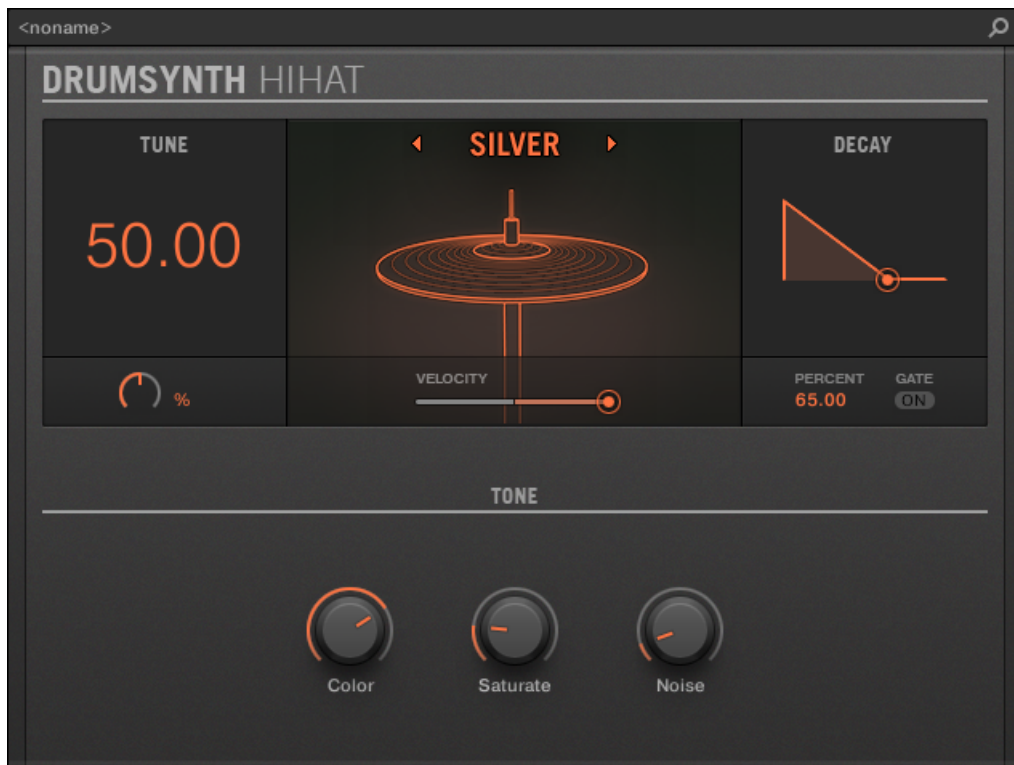 <noname>
DRUMSYNTH HIHAT
TUNE
SILVER
DECAY
50.00
%
VELOCITY
PERCENT
GATE
65.00
ON
TONE
Color
Saturate
Noise